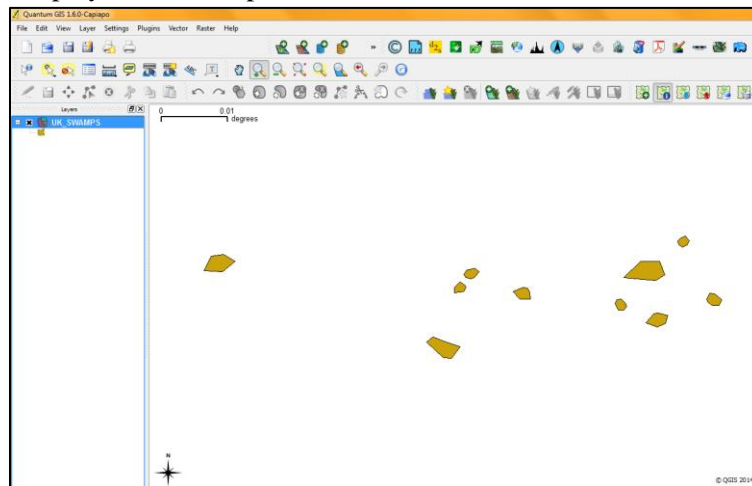 Quantum GIS 1.6.0-Capiapo
File Edit View Layer Settings Plugins Vector Raster Help
Layers
UK_SWAMPS
0 0.01
degrees
N
© QGIS 2014